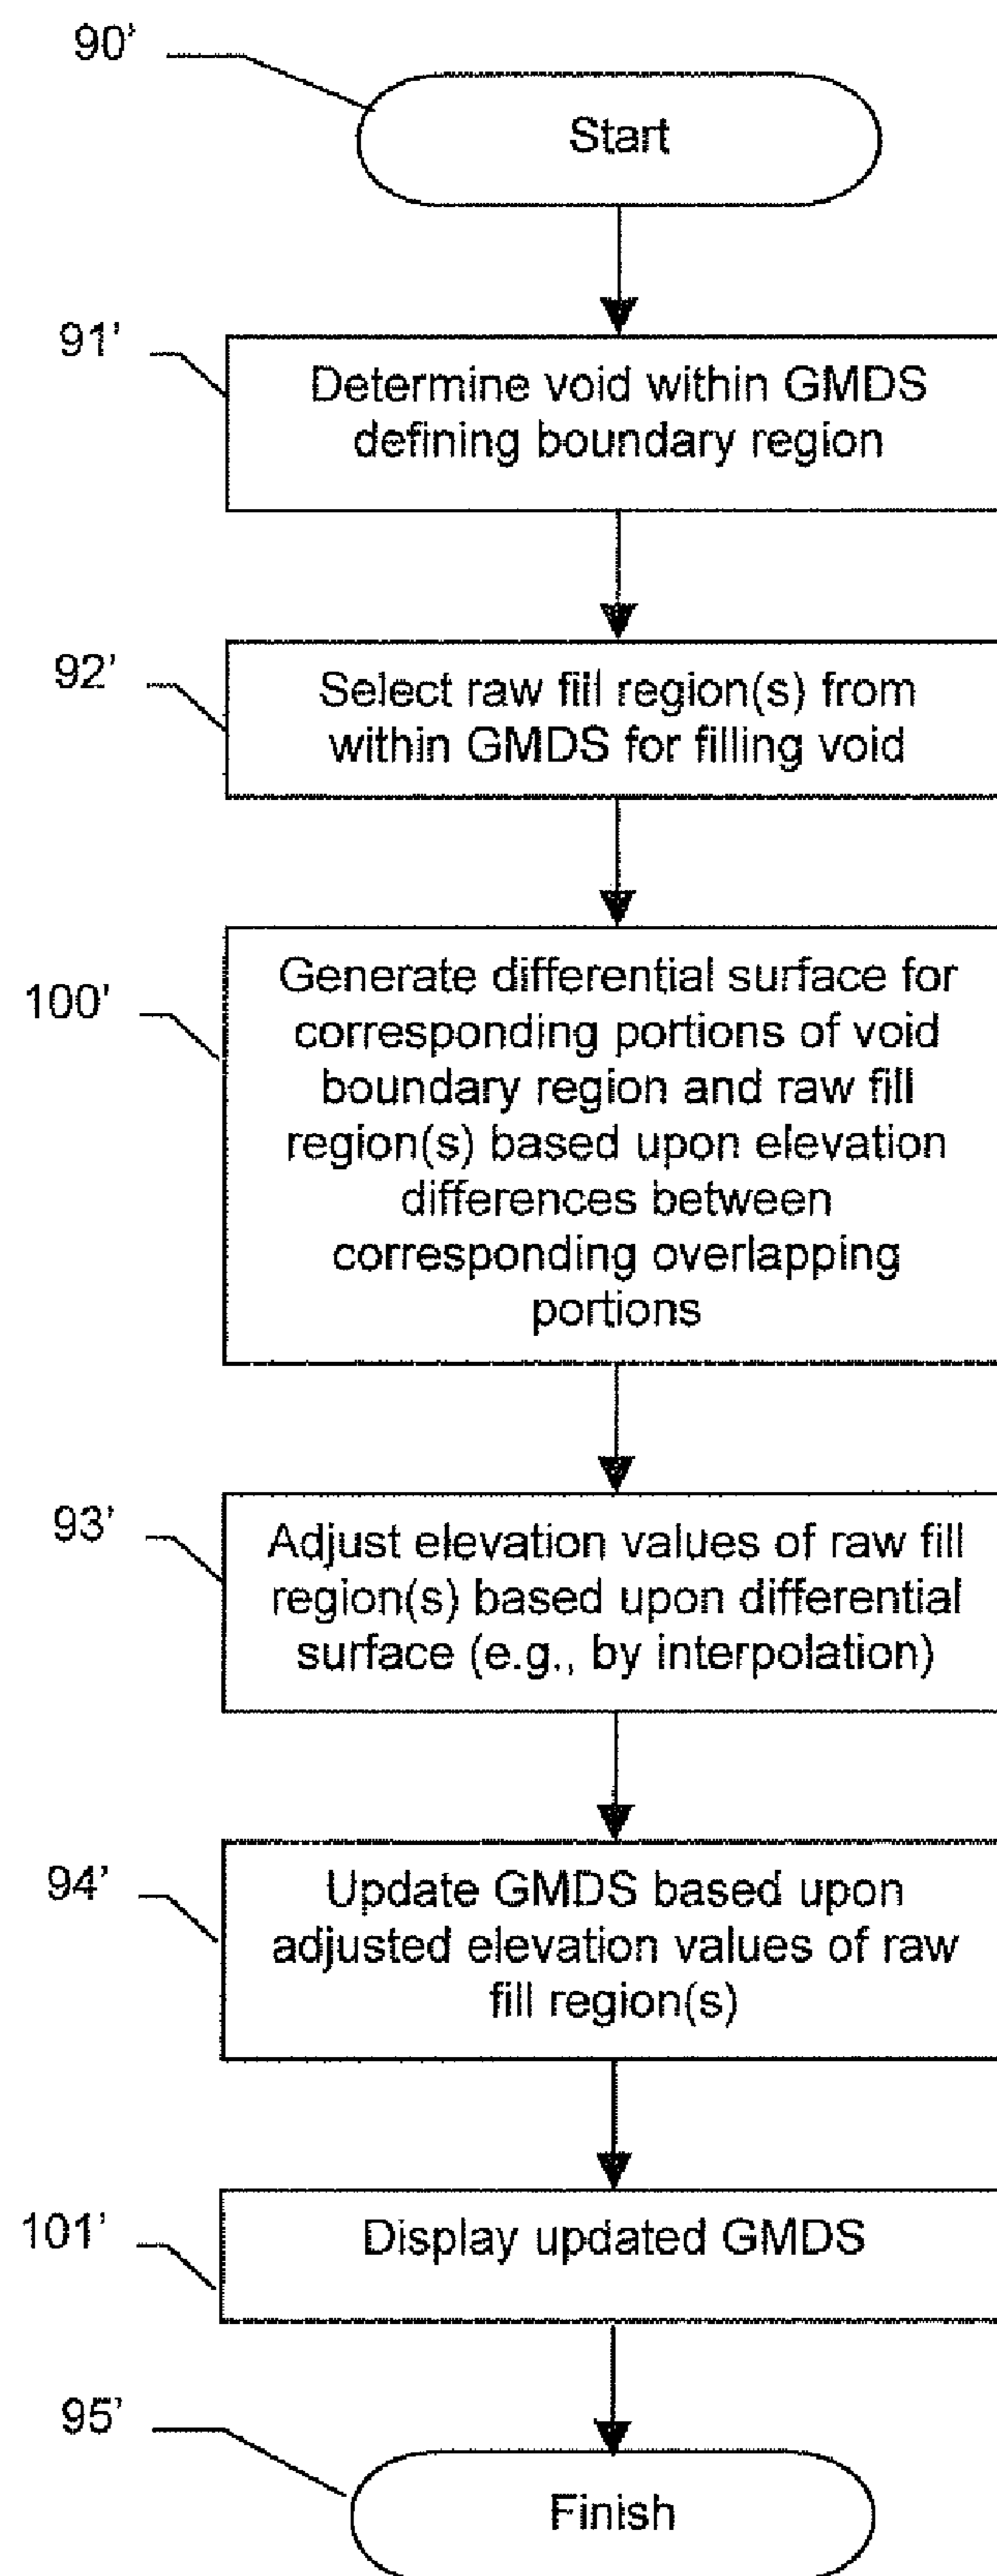 90'
Start
91'
Determine void within GMDS
defining boundary region
92'
Select raw fill region(s) from
within GMDS for filling void
100'
Generate differential surface for
corresponding portions of void
boundary region and raw fill
region(s) based upon elevation
differences between
corresponding overlapping
portions
93'
Adjust elevation values of raw fill
region(s) based upon differential
surface (e.g., by interpolation)
94'
Update GMDS based upon
adjusted elevation values of raw
fill region(s)
101'
Display updated GMDS
95'
Finish